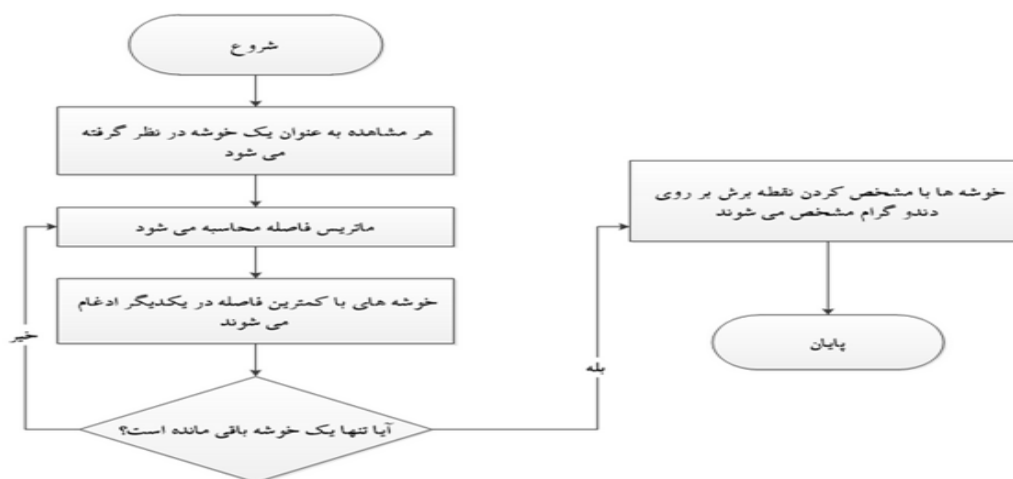 شروع
هر مشاهده به عنوان یک خوشه در نظر گرفته
می شود
ماتریس فاصله محاسبه می شود
خوشه های با کمترین فاصله در یکدیگر ادغام
می شوند
آیا تنها یک خوشه باقی مانده است؟
خیر
بله
خوشه ها با مشخص کردن نقطه برش بر روی
دندو گرام مشخص می شوند
پایان